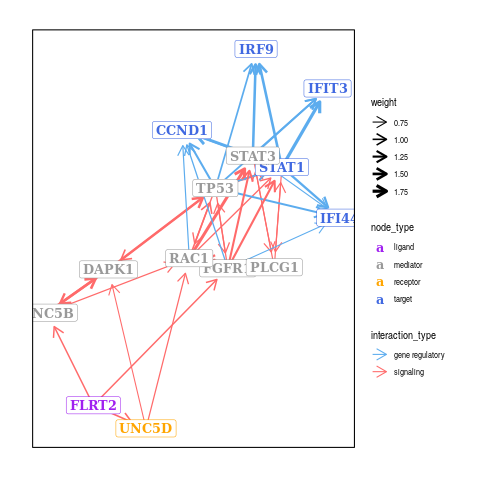 IRF9
IFIT3
CCND1
STAT3
STAT1
TP53
IFI44
RAC1
FGFR1
PLCG1
DAPK1
NC5B
FLRT2
UNC5D
weight
0.75
1.00
1.25
1.50
1.75
node_type
a ligand
a mediator
a receptor
a target
interaction_type
gene regulatory
signaling